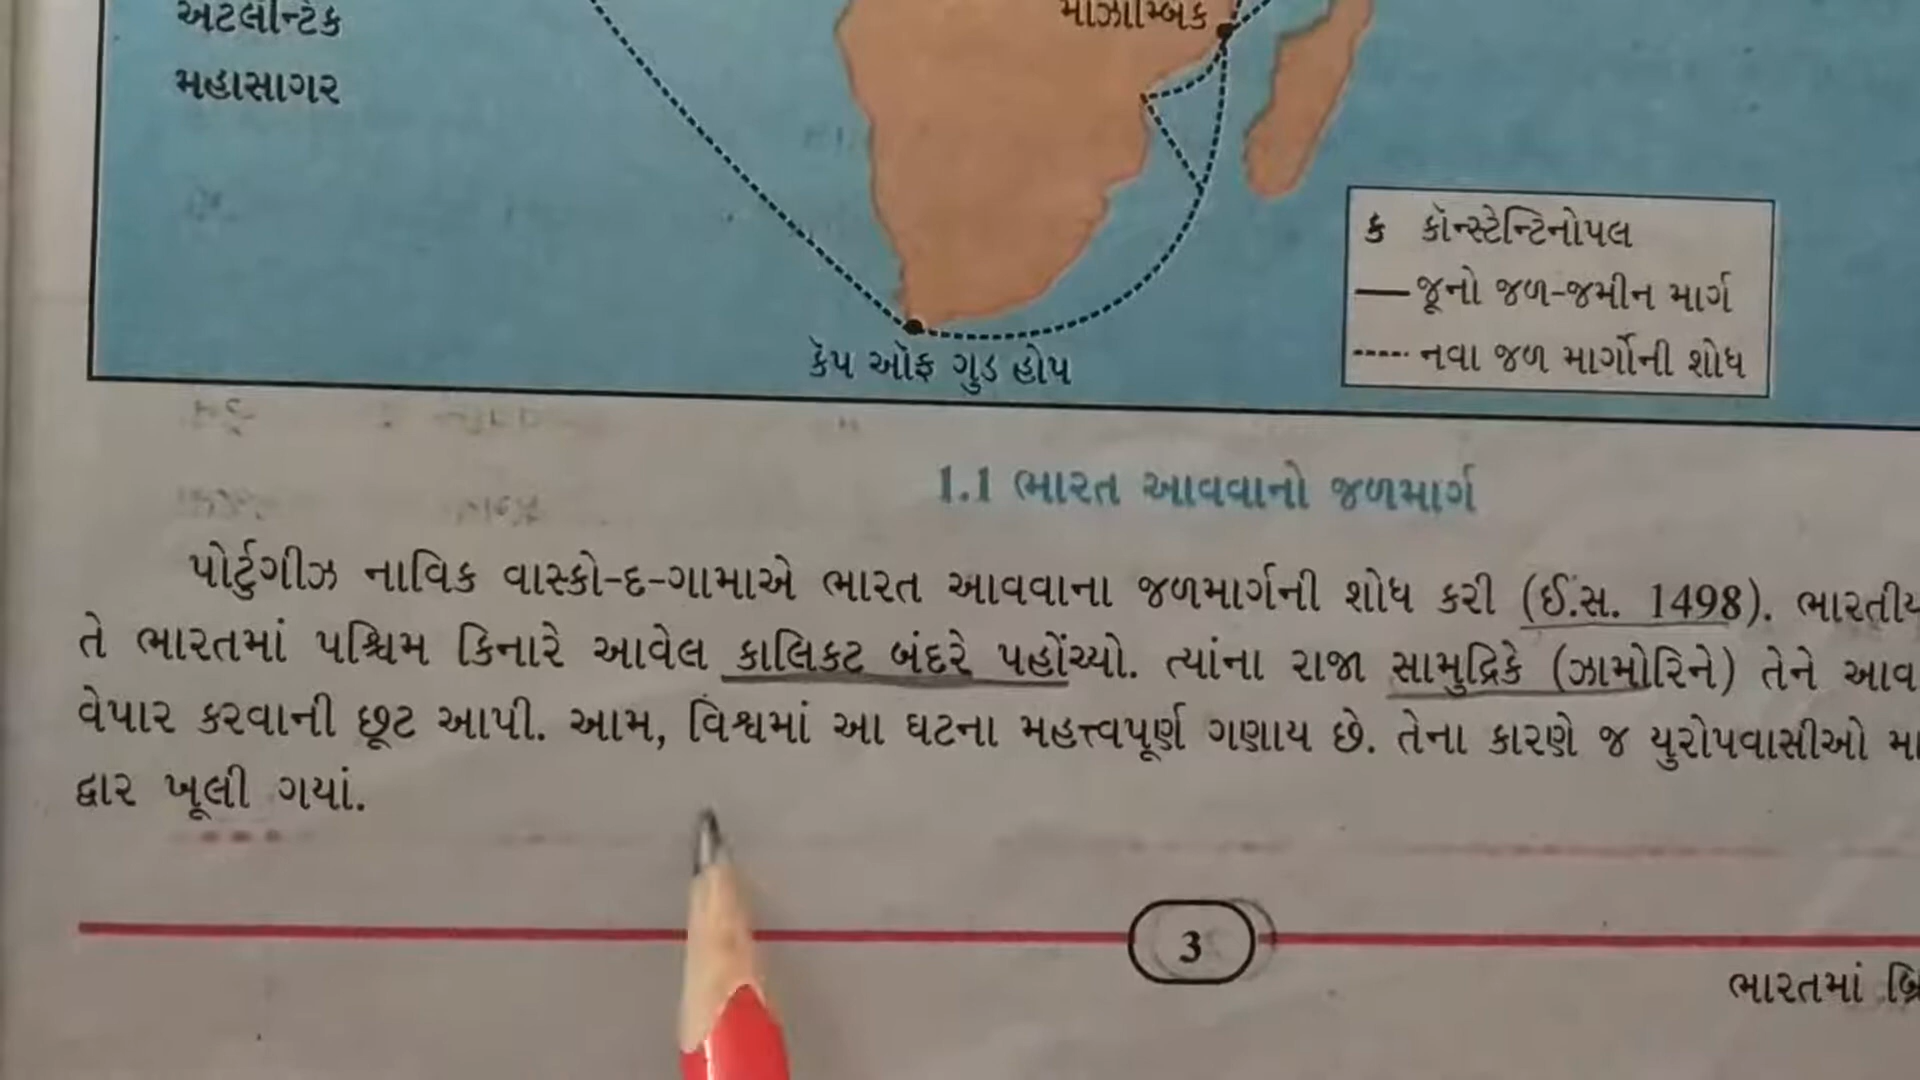 અટલાન્ટિક
મહાસાગર
મોઝામ્બિક
ક કૉન્સ્ટેન્ટિનોપલ
જૂનો જળ-જમીન માર્ગ
નવા જળ માર્ગોની શોધ
કૅપ ઑફ ગુડ હોપ
1.1 ભારત આવવાનો જળમાર્ગ
પોર્ટુગીઝ નાવિક વાસ્કો-દ-ગામાએ ભારત આવવાના જળમાર્ગની શોધ કરી (ઈ.સ. 1498). ભારતીય
તે ભારતમાં પશ્ચિમ કિનારે આવેલ કાલિકટ બંદરે પહોંચ્યો. ત્યાંના રાજા સામુદ્રિકે (ઝામોરિને) તેને આવ
વેપાર કરવાની છૂટ આપી. આમ, વિશ્વમાં આ ઘટના મહત્ત્વપૂર્ણ ગણાય છે. તેના કારણે જ યુરોપવાસીઓ મા
દ્વાર ખૂલી ગયાં.
3
ભારતમાં બ્રિ